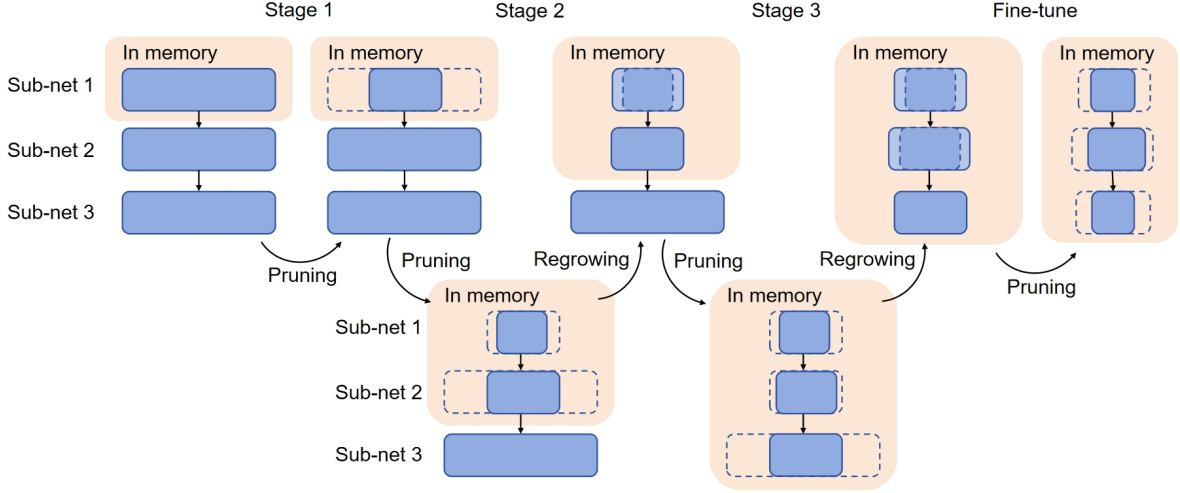 Stage 1
Stage 2
Stage 3
Fine-tune
In memory
In memory
In memory
In memory
In memory
Sub-net 1
Sub-net 2
Sub-net 3
Pruning
Pruning
Regrowing
Pruning
Regrowing
Pruning
In memory
In memory
Sub-net 1
Sub-net 2
Sub-net 3